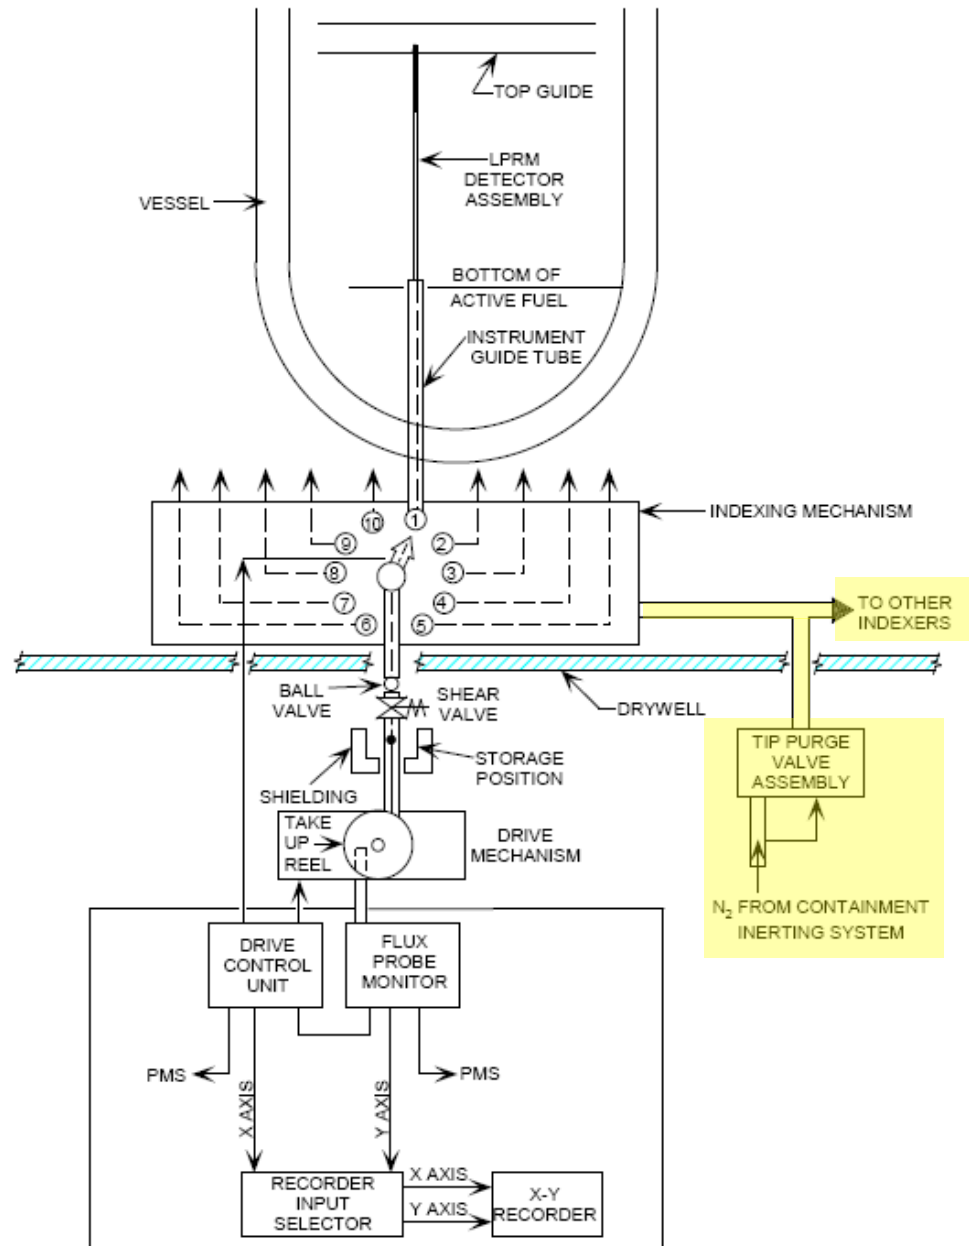 TOP GUIDE
LPRM
DETECTOR
ASSEMBLY
VESSEL
BOTTOM OF
ACTIVE FUEL
INSTRUMENT
GUIDE TUBE
INDEXING MECHANISM
1
10
9
2
8
3
7
4
6
5
TO OTHER
INDEXERS
BALL
VALVE
SHEAR
VALVE
DRYWELL
STORAGE
POSITION
SHIELDING
TIP PURGE
VALVE
ASSEMBLY
TAKE
UP
REEL
DRIVE
MECHANISM
N₂ FROM CONTAINMENT
INERTING SYSTEM
DRIVE
CONTROL
UNIT
FLUX
PROBE
MONITOR
PMS
PMS
X AXIS
Y AXIS
RECORDER
INPUT
SELECTOR
X AXIS
Y AXIS
X-Y
RECORDER